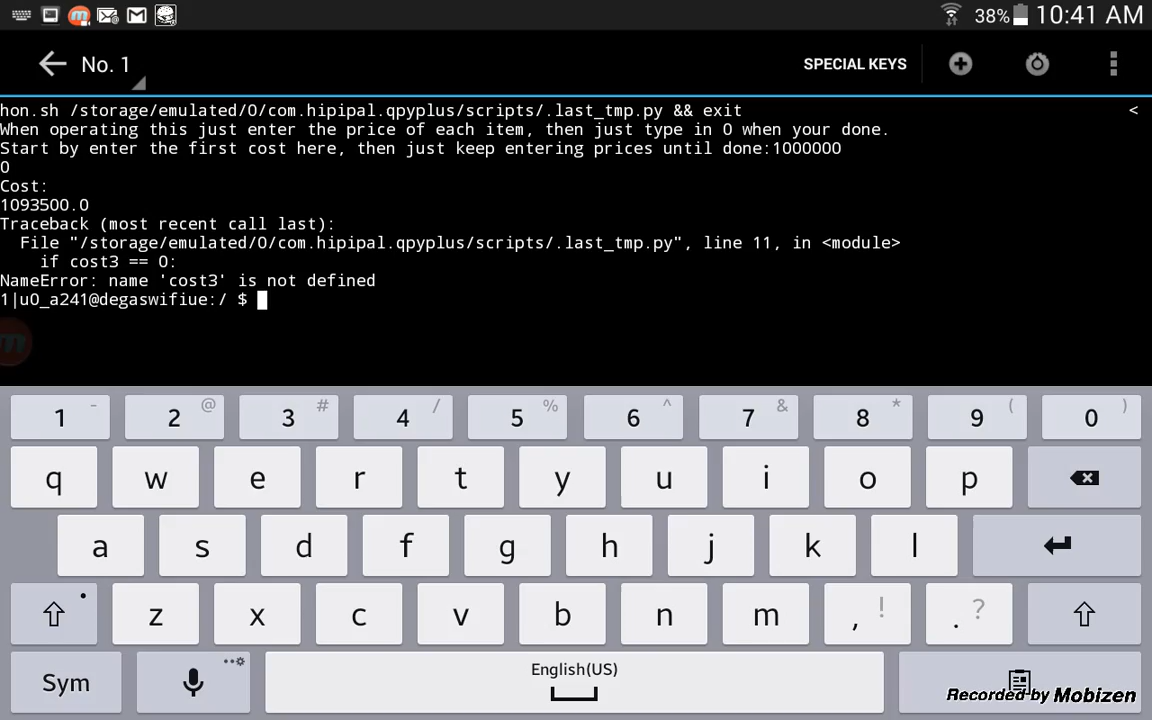 38% 10:41 AM
No. 1
SPECIAL KEYS
hon.sh /storage/emulated/0/com.hipipal.qpyplus/scripts/.last_tmp.py && exit <
When operating this just enter the price of each item, then just type in 0 when your done.
Start by enter the first cost here, then just keep entering prices until done:1000000
0
Cost:
1093500.0
Traceback (most recent call last):
File "/storage/emulated/0/com.hipipal.qpyplus/scripts/.last_tmp.py", line 11, in <module>
if cost3 == 0:
NameError: name 'cost3' is not defined
1|u0_a241@degaswifiue:/ $
1 - 2 @ 3 # 4 / 5 % 6 ^ 7 & 8 * 9 ( 0 )
q w e r t y u i o p
a s d f g h j k l
z x c v b n m , ! . ?
Sym English(US)
Recorded by Mobizen